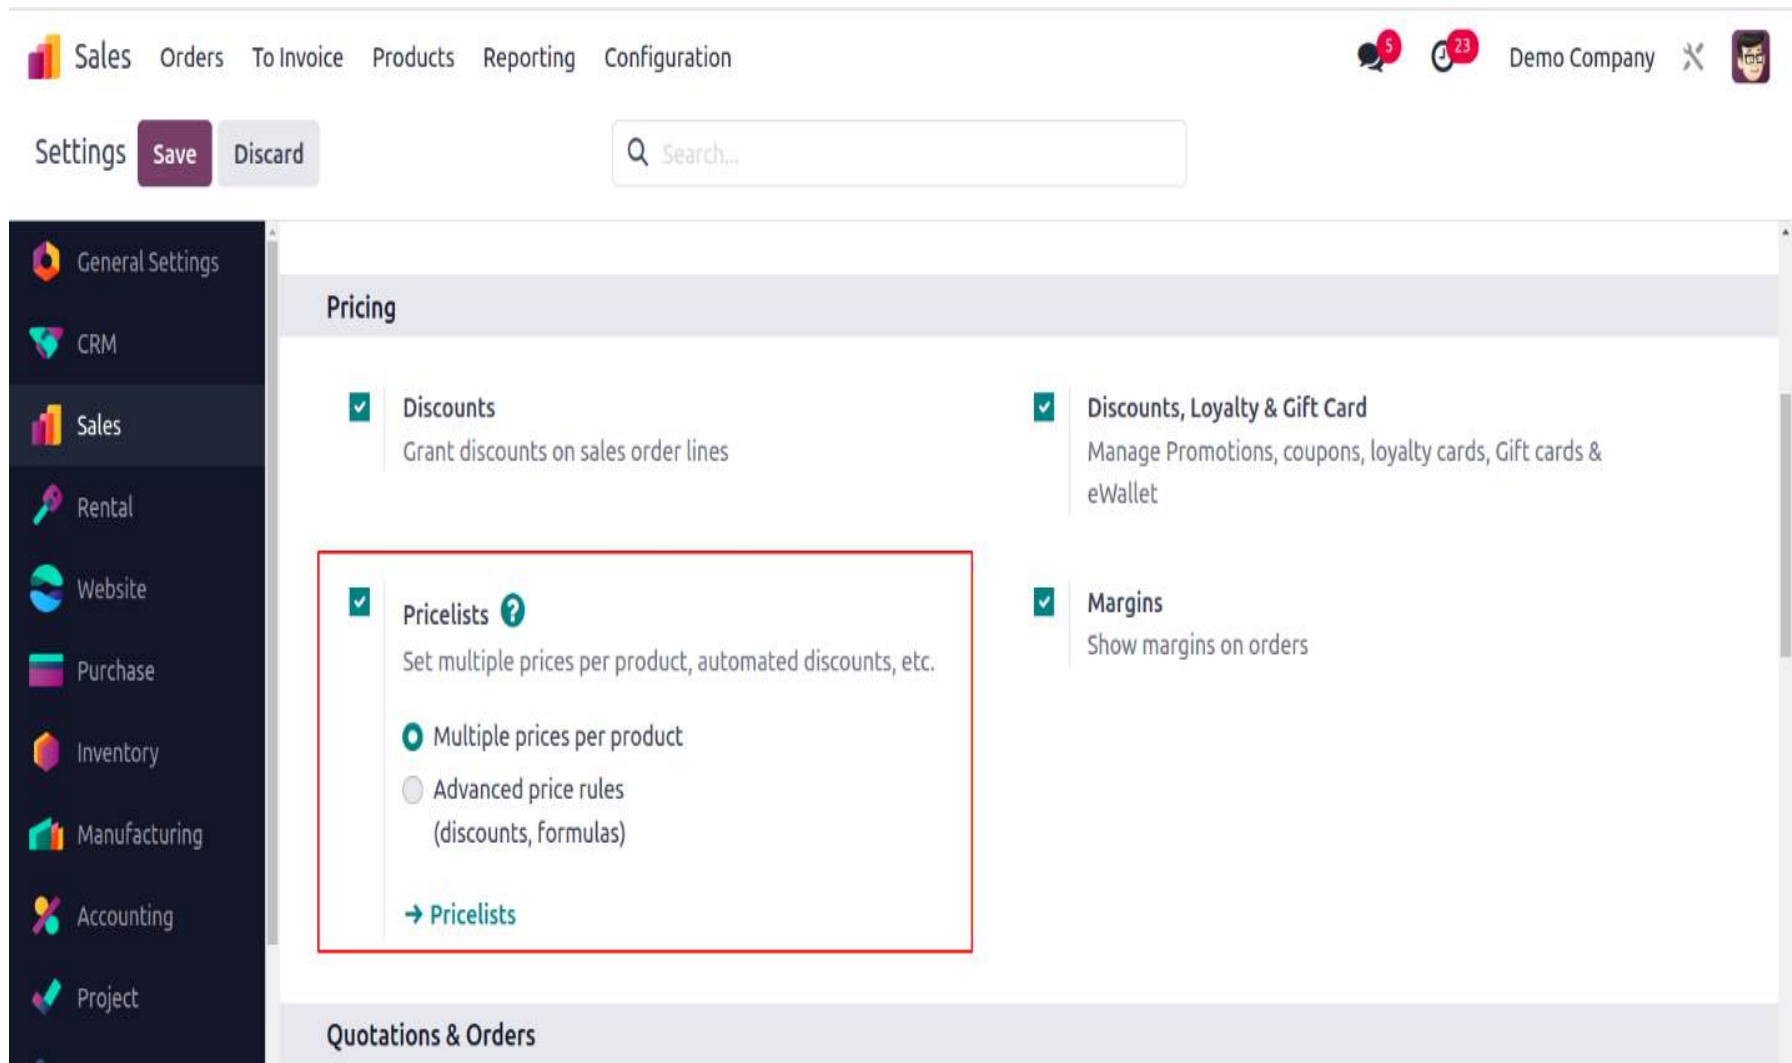 Sales Orders To Invoice Products Reporting Configuration 5 23 Demo Company
Settings Save Discard Search...
General Settings
CRM
Sales
Rental
Website
Purchase
Inventory
Manufacturing
Accounting
Project
Pricing
Discounts
Grant discounts on sales order lines
Discounts, Loyalty & Gift Card
Manage Promotions, coupons, loyalty cards, Gift cards &
eWallet
Pricelists ?
Set multiple prices per product, automated discounts, etc.
Multiple prices per product
Advanced price rules
(discounts, formulas)
→ Pricelists
Margins
Show margins on orders
Quotations & Orders